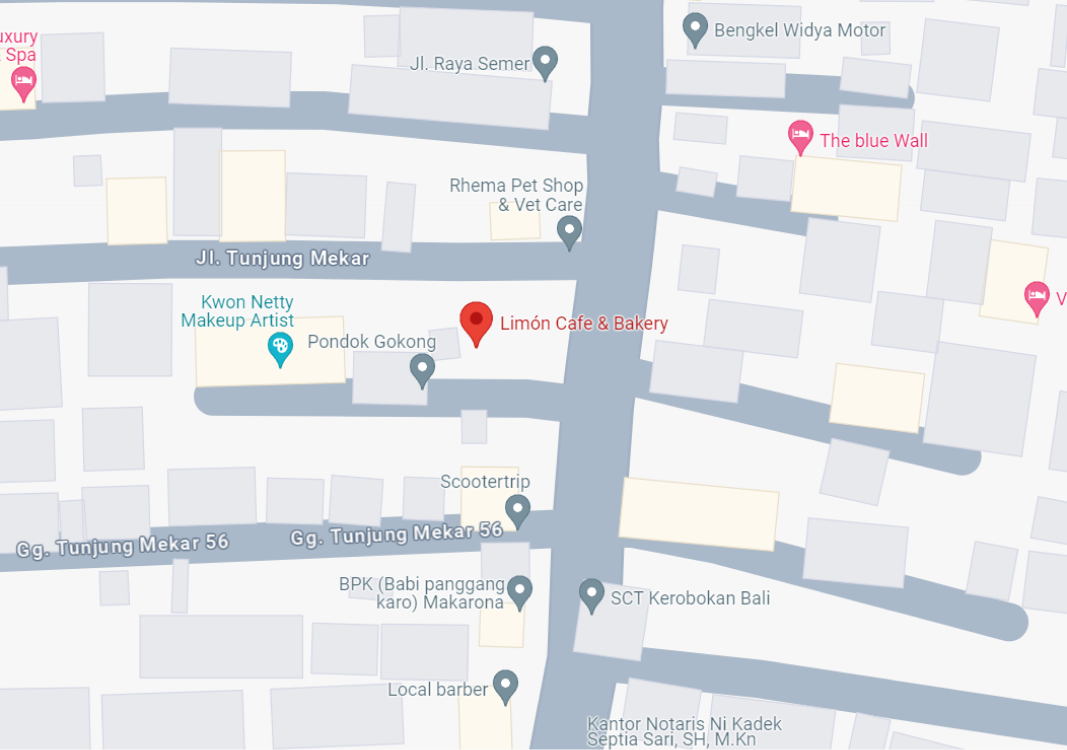 Bengkel Widya Motor
uxury
Spa
Jl. Raya Semer
The blue Wall
Rhema Pet Shop
& Vet Care
Jl. Tunjung Mekar
Kwon Netty
Makeup Artist
V
Limón Cafe & Bakery
Pondok Gokong
Scootertrip
Gg. Tunjung Mekar 56
Gg. Tunjung Mekar 56
BPK (Babi panggang
karo) Makarona
SCT Kerobokan Bali
Local barber
Kantor Notaris Ni Kadek
Septia Sari, SH, M.Kn